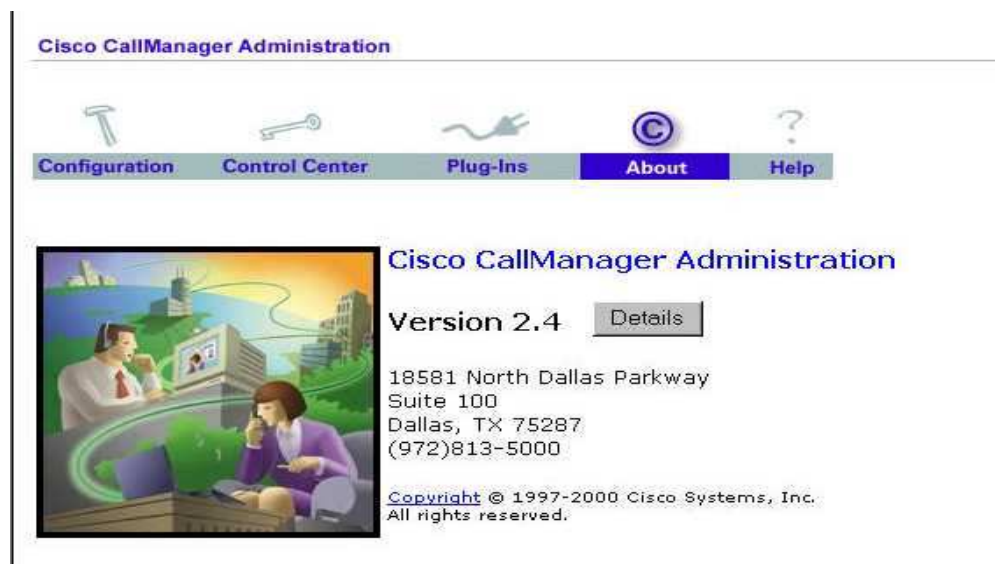 Cisco CallManager Administration
Configuration Control Center Plug-Ins About Help
Cisco CallManager Administration
Version 2.4 Details
18581 North Dallas Parkway
Suite 100
Dallas, TX 75287
(972)813-5000
Copyright © 1997-2000 Cisco Systems, Inc.
All rights reserved.